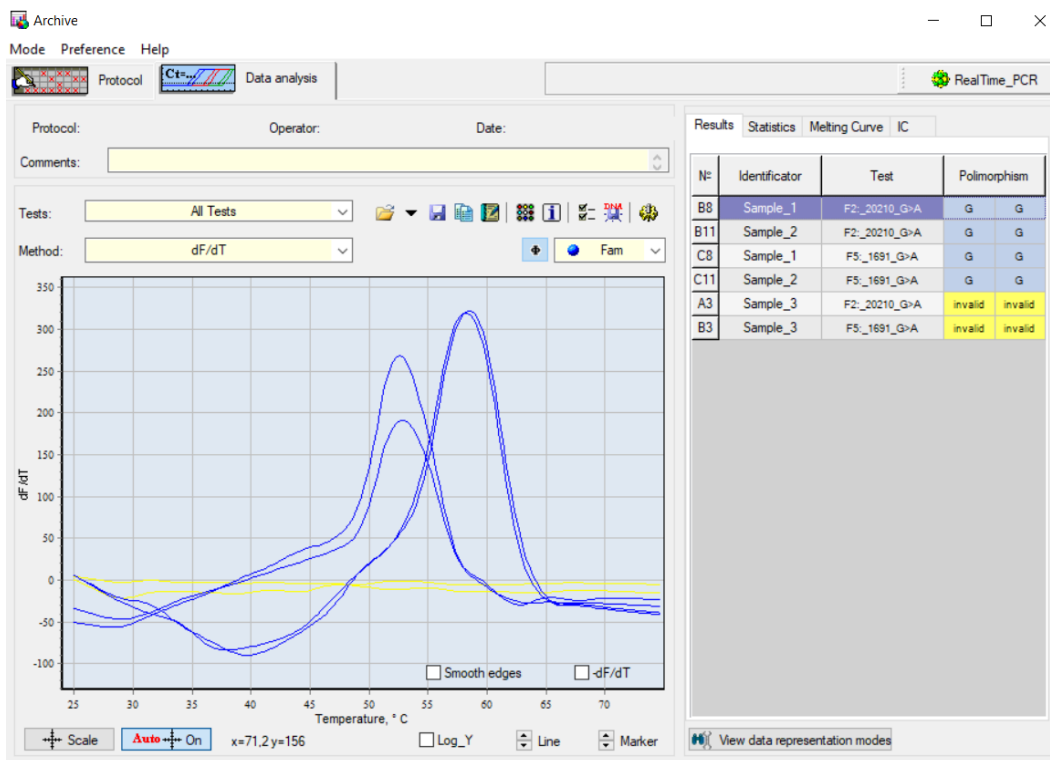 Archive
Mode Preference Help
Protocol Ct=... Data analysis RealTime_PCR
Protocol: Operator: Date:
Comments:
Tests: All Tests
Method: dF/dT Fam
350
300
250
200
150
100
50
0
-50
-100
dF/dT
Smooth edges -dF/dT
25 30 35 40 45 50 55 60 65 70
Temperature, ° C
Scale Auto On x=71,2 y=156 Log_Y Line Marker
Results Statistics Melting Curve IC
Nº Identificator Test Polimorphism
B8 Sample_1 F2:_20210_G>A G G
B11 Sample_2 F2:_20210_G>A G G
C8 Sample_1 F5:_1691_G>A G G
C11 Sample_2 F5:_1691_G>A G G
A3 Sample_3 F2:_20210_G>A invalid invalid
B3 Sample_3 F5:_1691_G>A invalid invalid
View data representation modes